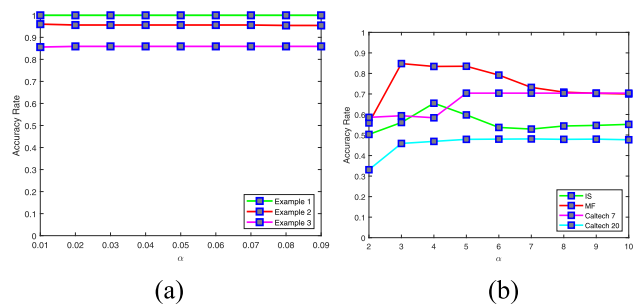 Accuracy Rate
1
0.9
0.8
0.7
0.6
0.5
0.4
0.3
0.2
0.1
0
0.01 0.02 0.03 0.04 0.05 0.06 0.07 0.08 0.09
α
Example 1
Example 2
Example 3
(a)
Accuracy Rate
1
0.9
0.8
0.7
0.6
0.5
0.4
0.3
0.2
0.1
0
2 3 4 5 6 7 8 9 10
α
IS
MF
Caltech 7
Caltech 20
(b)